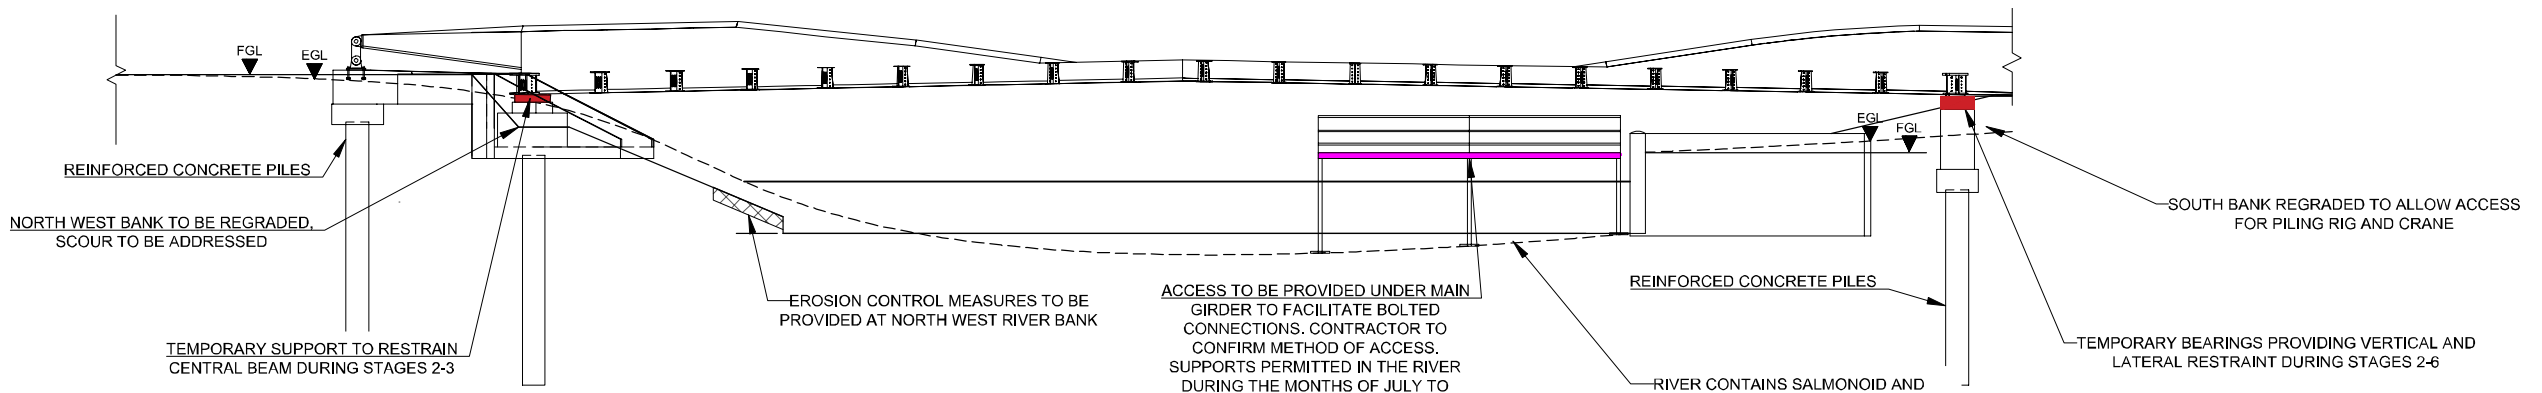 FGL
EGL
REINFORCED CONCRETE PILES
NORTH WEST BANK TO BE REGRADED,
SCOUR TO BE ADDRESSED
TEMPORARY SUPPORT TO RESTRAIN
CENTRAL BEAM DURING STAGES 2-3
EROSION CONTROL MEASURES TO BE
PROVIDED AT NORTH WEST RIVER BANK
ACCESS TO BE PROVIDED UNDER MAIN
GIRDER TO FACILITATE BOLTED
CONNECTIONS. CONTRACTOR TO
CONFIRM METHOD OF ACCESS.
SUPPORTS PERMITTED IN THE RIVER
DURING THE MONTHS OF JULY TO
EGL
FGL
REINFORCED CONCRETE PILES
RIVER CONTAINS SALMONOID AND
SOUTH BANK REGRADED TO ALLOW ACCESS
FOR PILING RIG AND CRANE
TEMPORARY BEARINGS PROVIDING VERTICAL AND
LATERAL RESTRAINT DURING STAGES 2-6